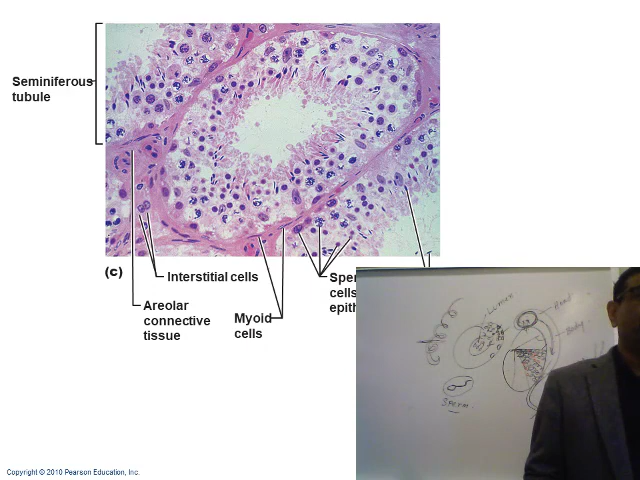 Seminiferous
tubule
(c)
Interstitial cells
Areolar
connective
tissue
Myoid
cells
Sper
cells
epith
Lumen
Head
Body
Sperm.
Copyright © 2010 Pearson Education, Inc.